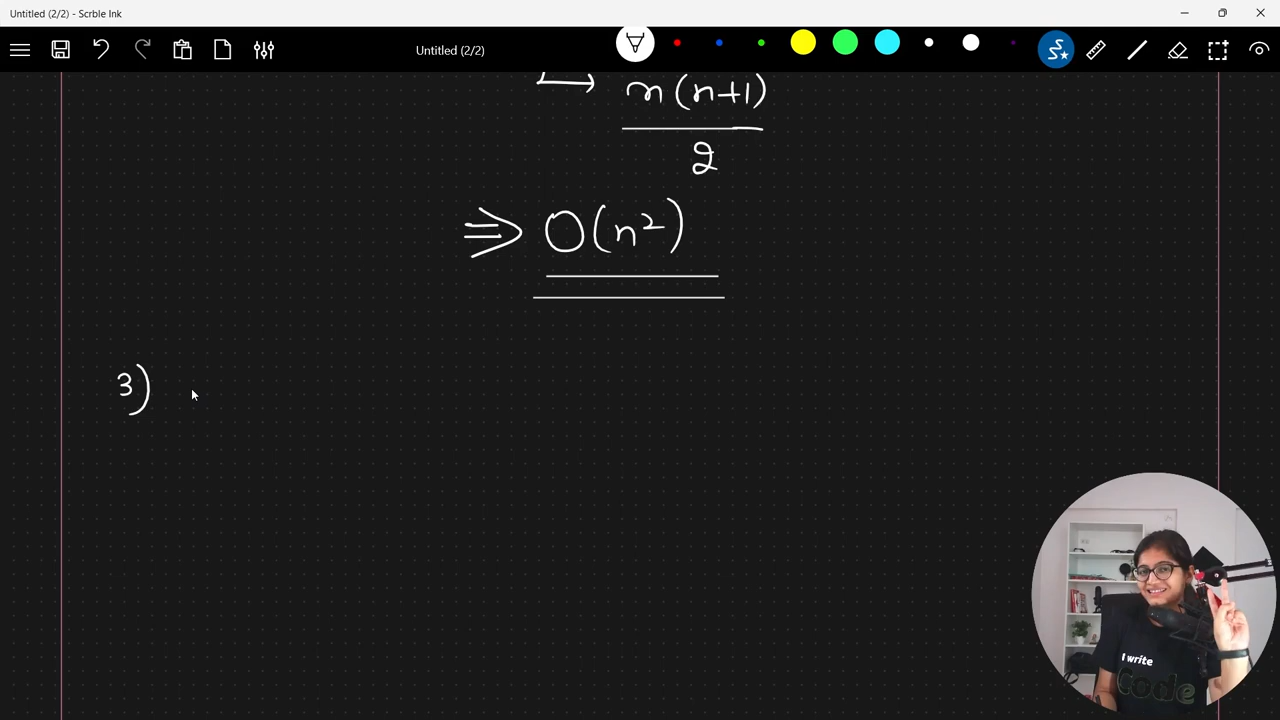 Untitled (2/2) - Scrble Ink
Untitled (2/2)
n(n+1)
2
⇒ O(n²)
3)
I write
Code